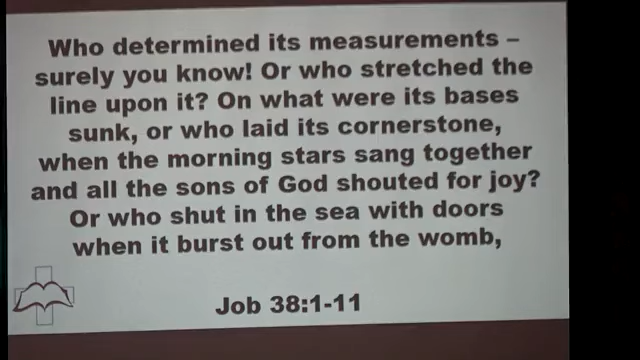 Who determined its measurements –
surely you know! Or who stretched the
line upon it? On what were its bases
sunk, or who laid its cornerstone,
when the morning stars sang together
and all the sons of God shouted for joy?
Or who shut in the sea with doors
when it burst out from the womb,
Job 38:1-11